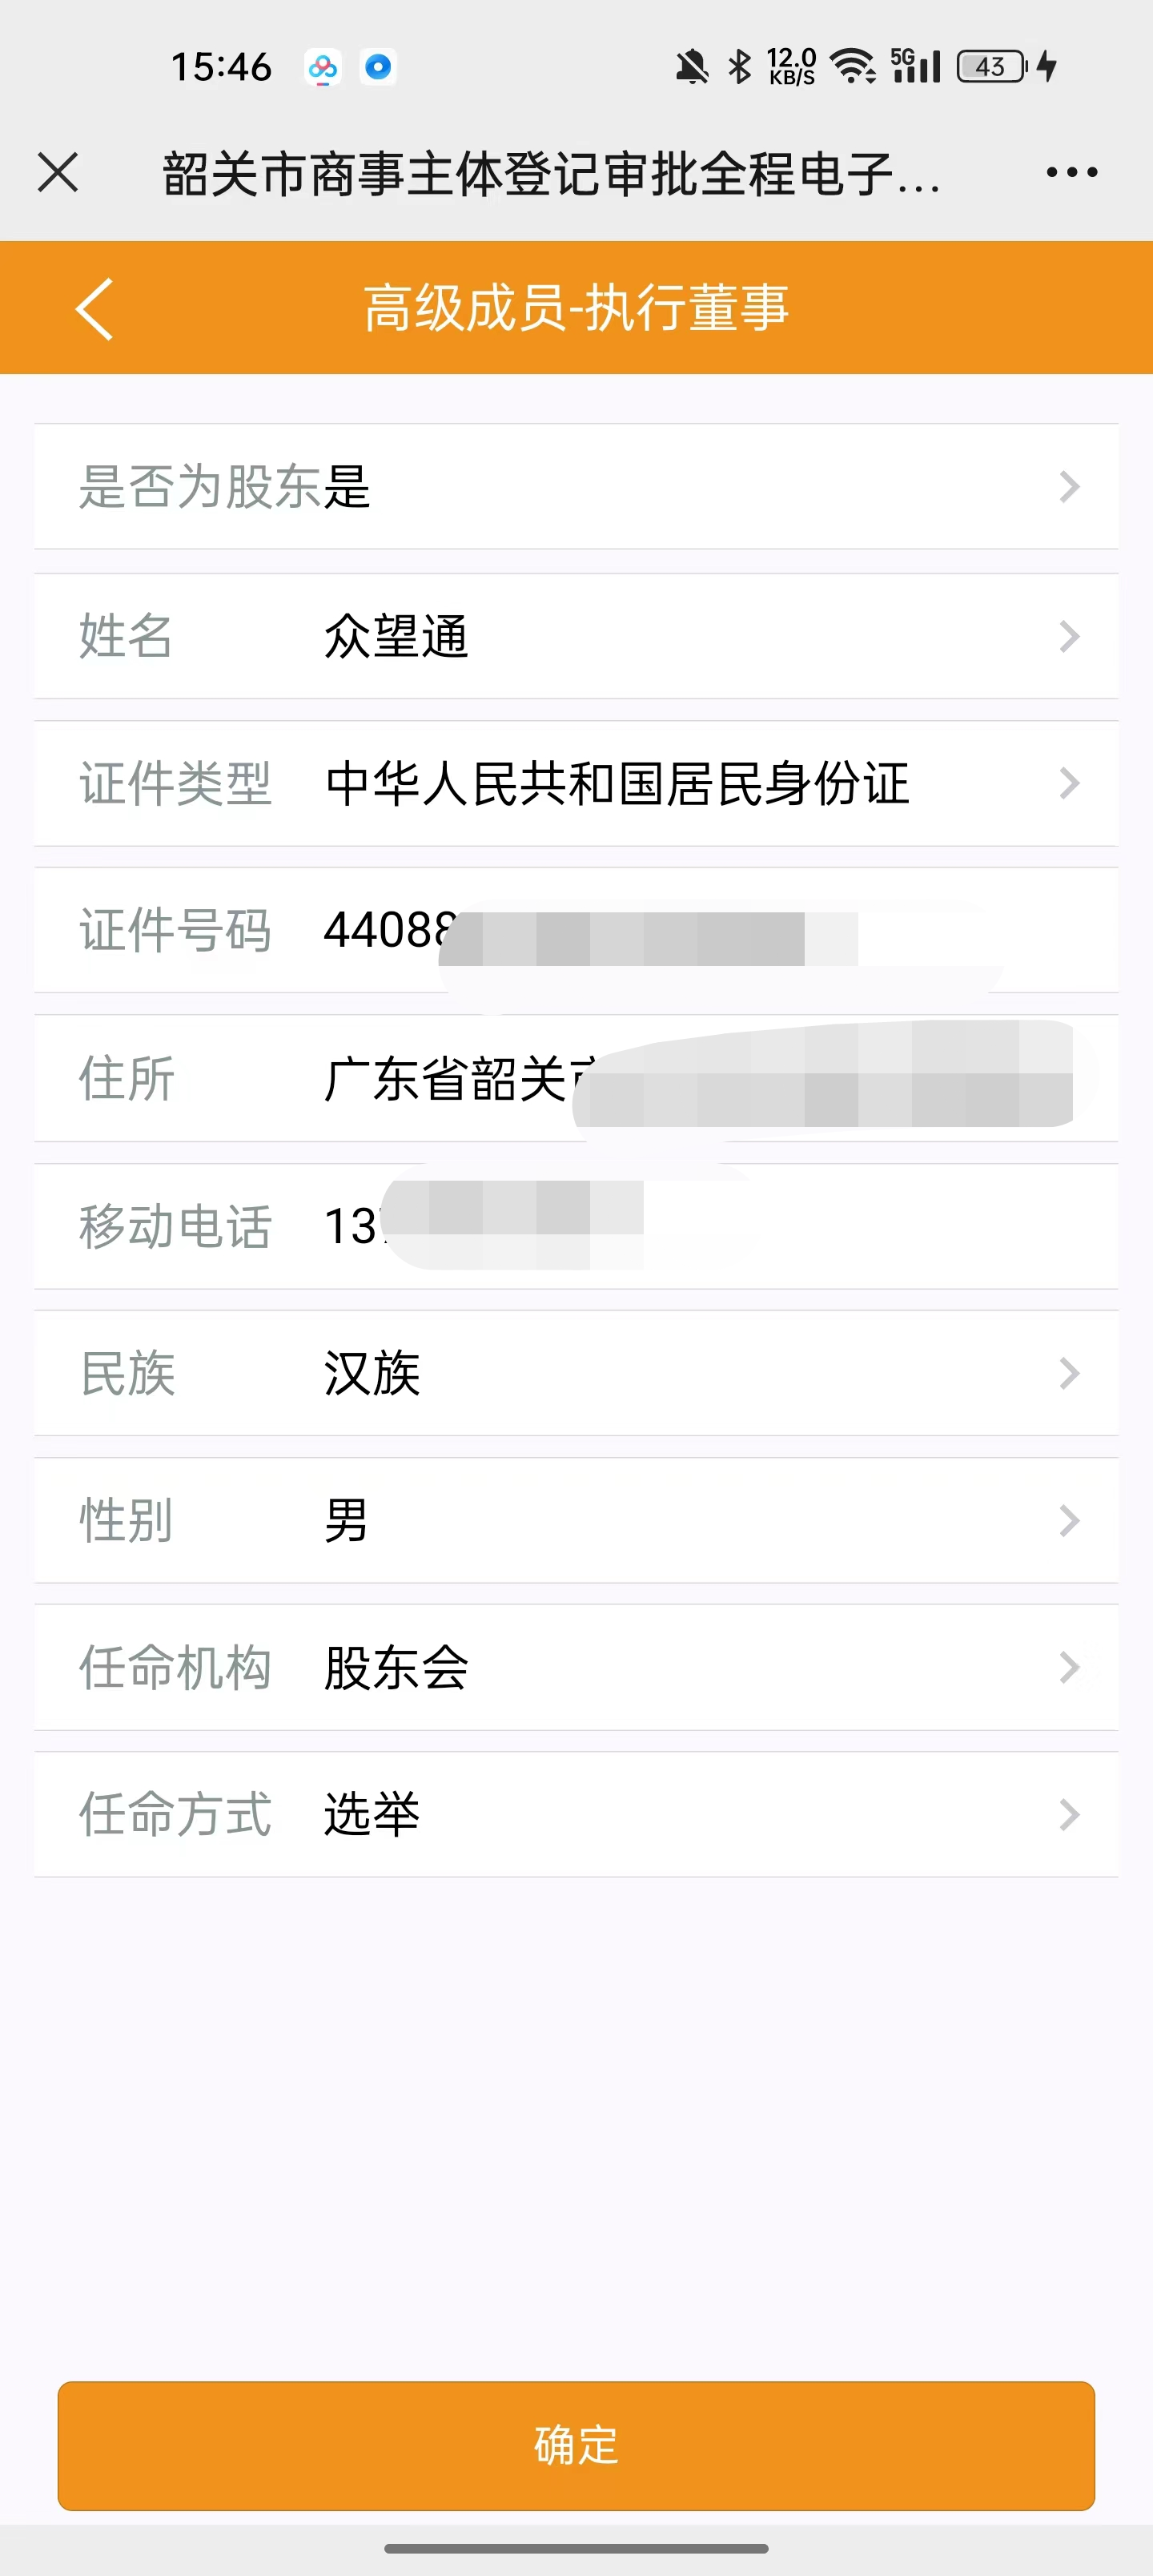 15:46
12.0
KB/S
5G
43
韶关市商事主体登记审批全程电子...
高级成员-执行董事
是否为股东是
姓名 众望通
证件类型 中华人民共和国居民身份证
证件号码 44088
住所 广东省韶关市
移动电话 137
民族 汉族
性别 男
任命机构 股东会
任命方式 选举
确定